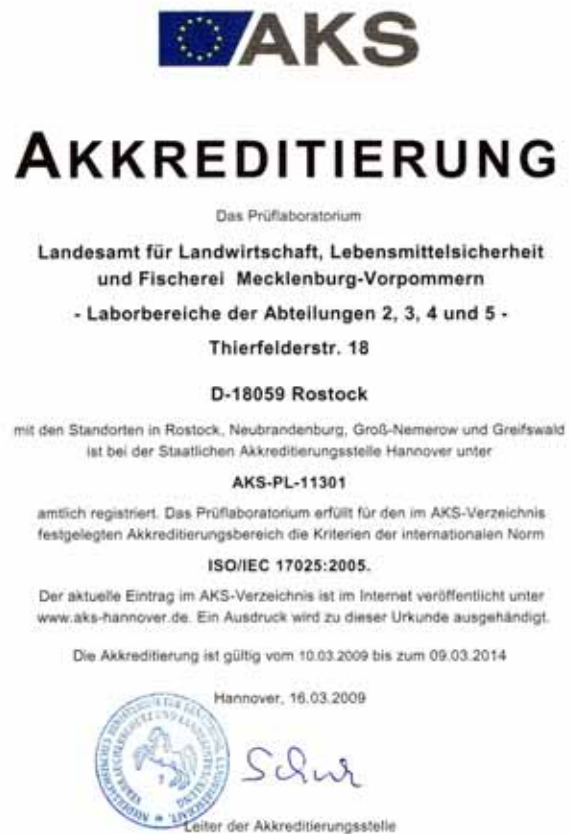 AKS
AKKREDITIERUNG
Das Prüflaboratorium
Landesamt für Landwirtschaft, Lebensmittelsicherheit
und Fischerei Mecklenburg-Vorpommern
- Laborbereiche der Abteilungen 2, 3, 4 und 5 -
Thierfelderstr. 18
D-18059 Rostock
mit den Standorten in Rostock, Neubrandenburg, Groß-Nemerow und Greifswald
ist bei der Staatlichen Akkreditierungsstelle Hannover unter
AKS-PL-11301
amtlich registriert. Das Prüflaboratorium erfüllt für den im AKS-Verzeichnis
festgelegten Akkreditierungsbereich die Kriterien der internationalen Norm
ISO/IEC 17025:2005.
Der aktuelle Eintrag im AKS-Verzeichnis ist im Internet veröffentlicht unter
www.aks-hannover.de. Ein Ausdruck wird zu dieser Urkunde ausgehändigt.
Die Akkreditierung ist gültig vom 10.03.2009 bis zum 09.03.2014
Hannover, 16.03.2009
Leiter der Akkreditierungsstelle